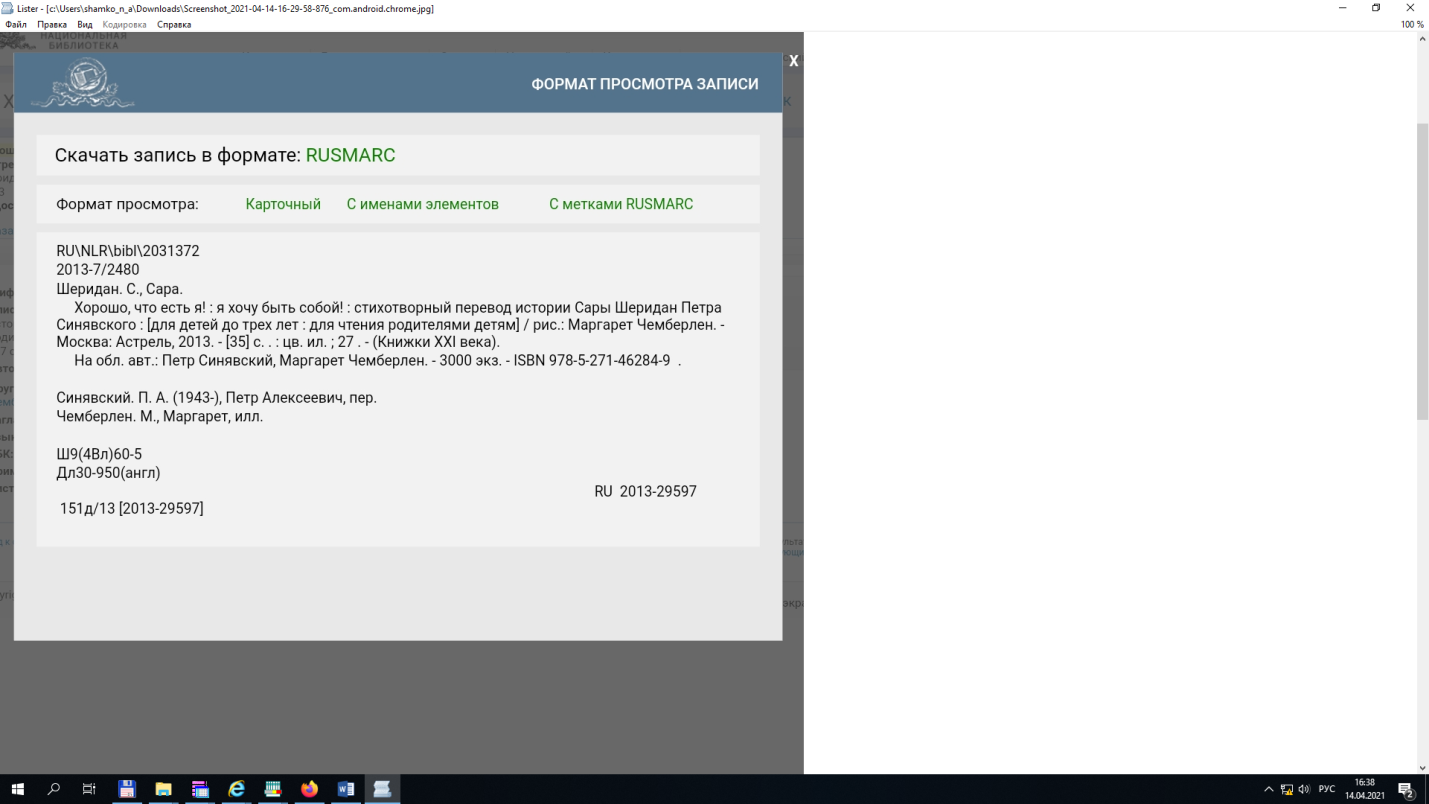 Lister - [c:\Users\shamko_n_a\Downloads\Screenshot_2021-04-14-16-29-58-876_com.android.chrome.jpg]
Файл Правка Вид Кодировка Справка
100 %
НАЦИОНАЛЬНАЯ
БИБЛИОТЕКА
X
ФОРМАТ ПРОСМОТРА ЗАПИСИ
Скачать запись в формате: RUSMARC
Формат просмотра: Карточный С именами элементов С метками RUSMARC
RU\NLR\bibl\2031372
2013-7/2480
Шеридан. С., Сара.
Хорошо, что есть я! : я хочу быть собой! : стихотворный перевод истории Сары Шеридан Петра
Синявского : [для детей до трех лет : для чтения родителями детям] / рис.: Маргарет Чемберлен. -
Москва: Астрель, 2013. - [35] с. . : цв. ил. ; 27 . - (Книжки XXI века).
На обл. авт.: Петр Синявский, Маргарет Чемберлен. - 3000 экз. - ISBN 978-5-271-46284-9 .
Синявский. П. А. (1943-), Петр Алексеевич, пер.
Чемберлен. М., Маргарет, илл.
Ш9(4Вл)60-5
Дл30-950(англ)
RU 2013-29597
151д/13 [2013-29597]
РУС
16:38
14.04.2021
2